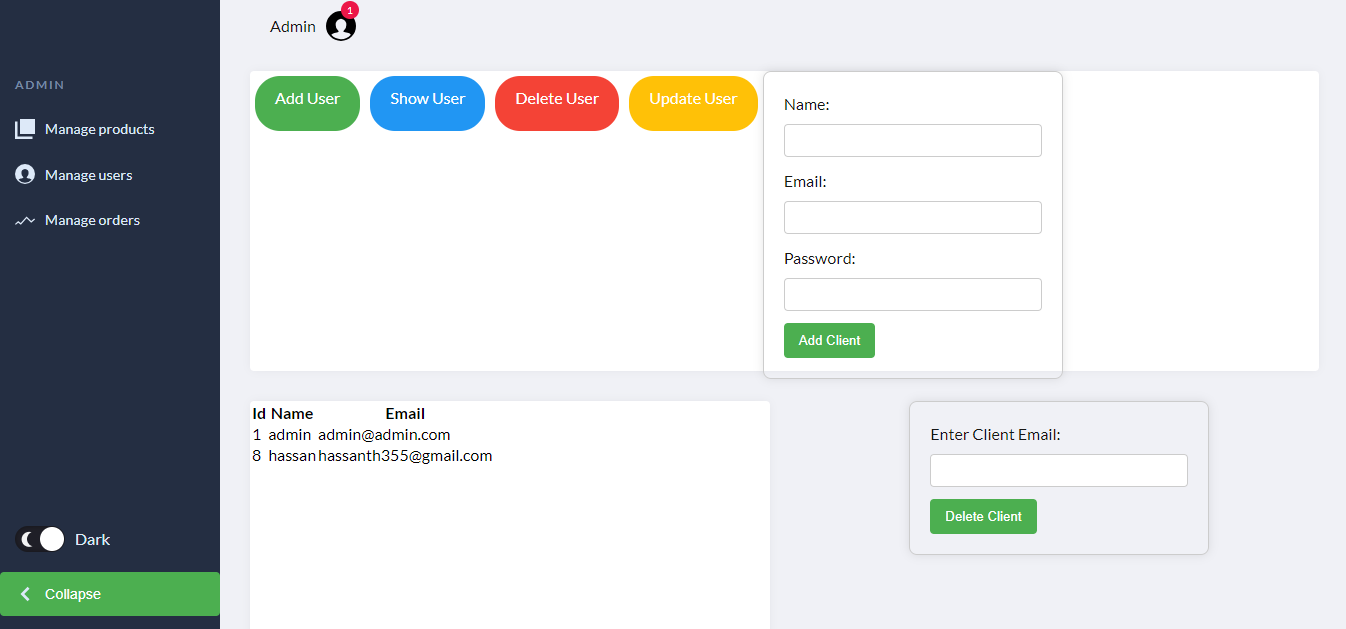 ADMIN
Manage products
Manage users
Manage orders
Dark
Collapse
Admin 1
Add User Show User Delete User Update User
Name:
Email:
Password:
Add Client
Id Name Email
1 admin admin@admin.com
8 hassan hassanth355@gmail.com
Enter Client Email:
Delete Client